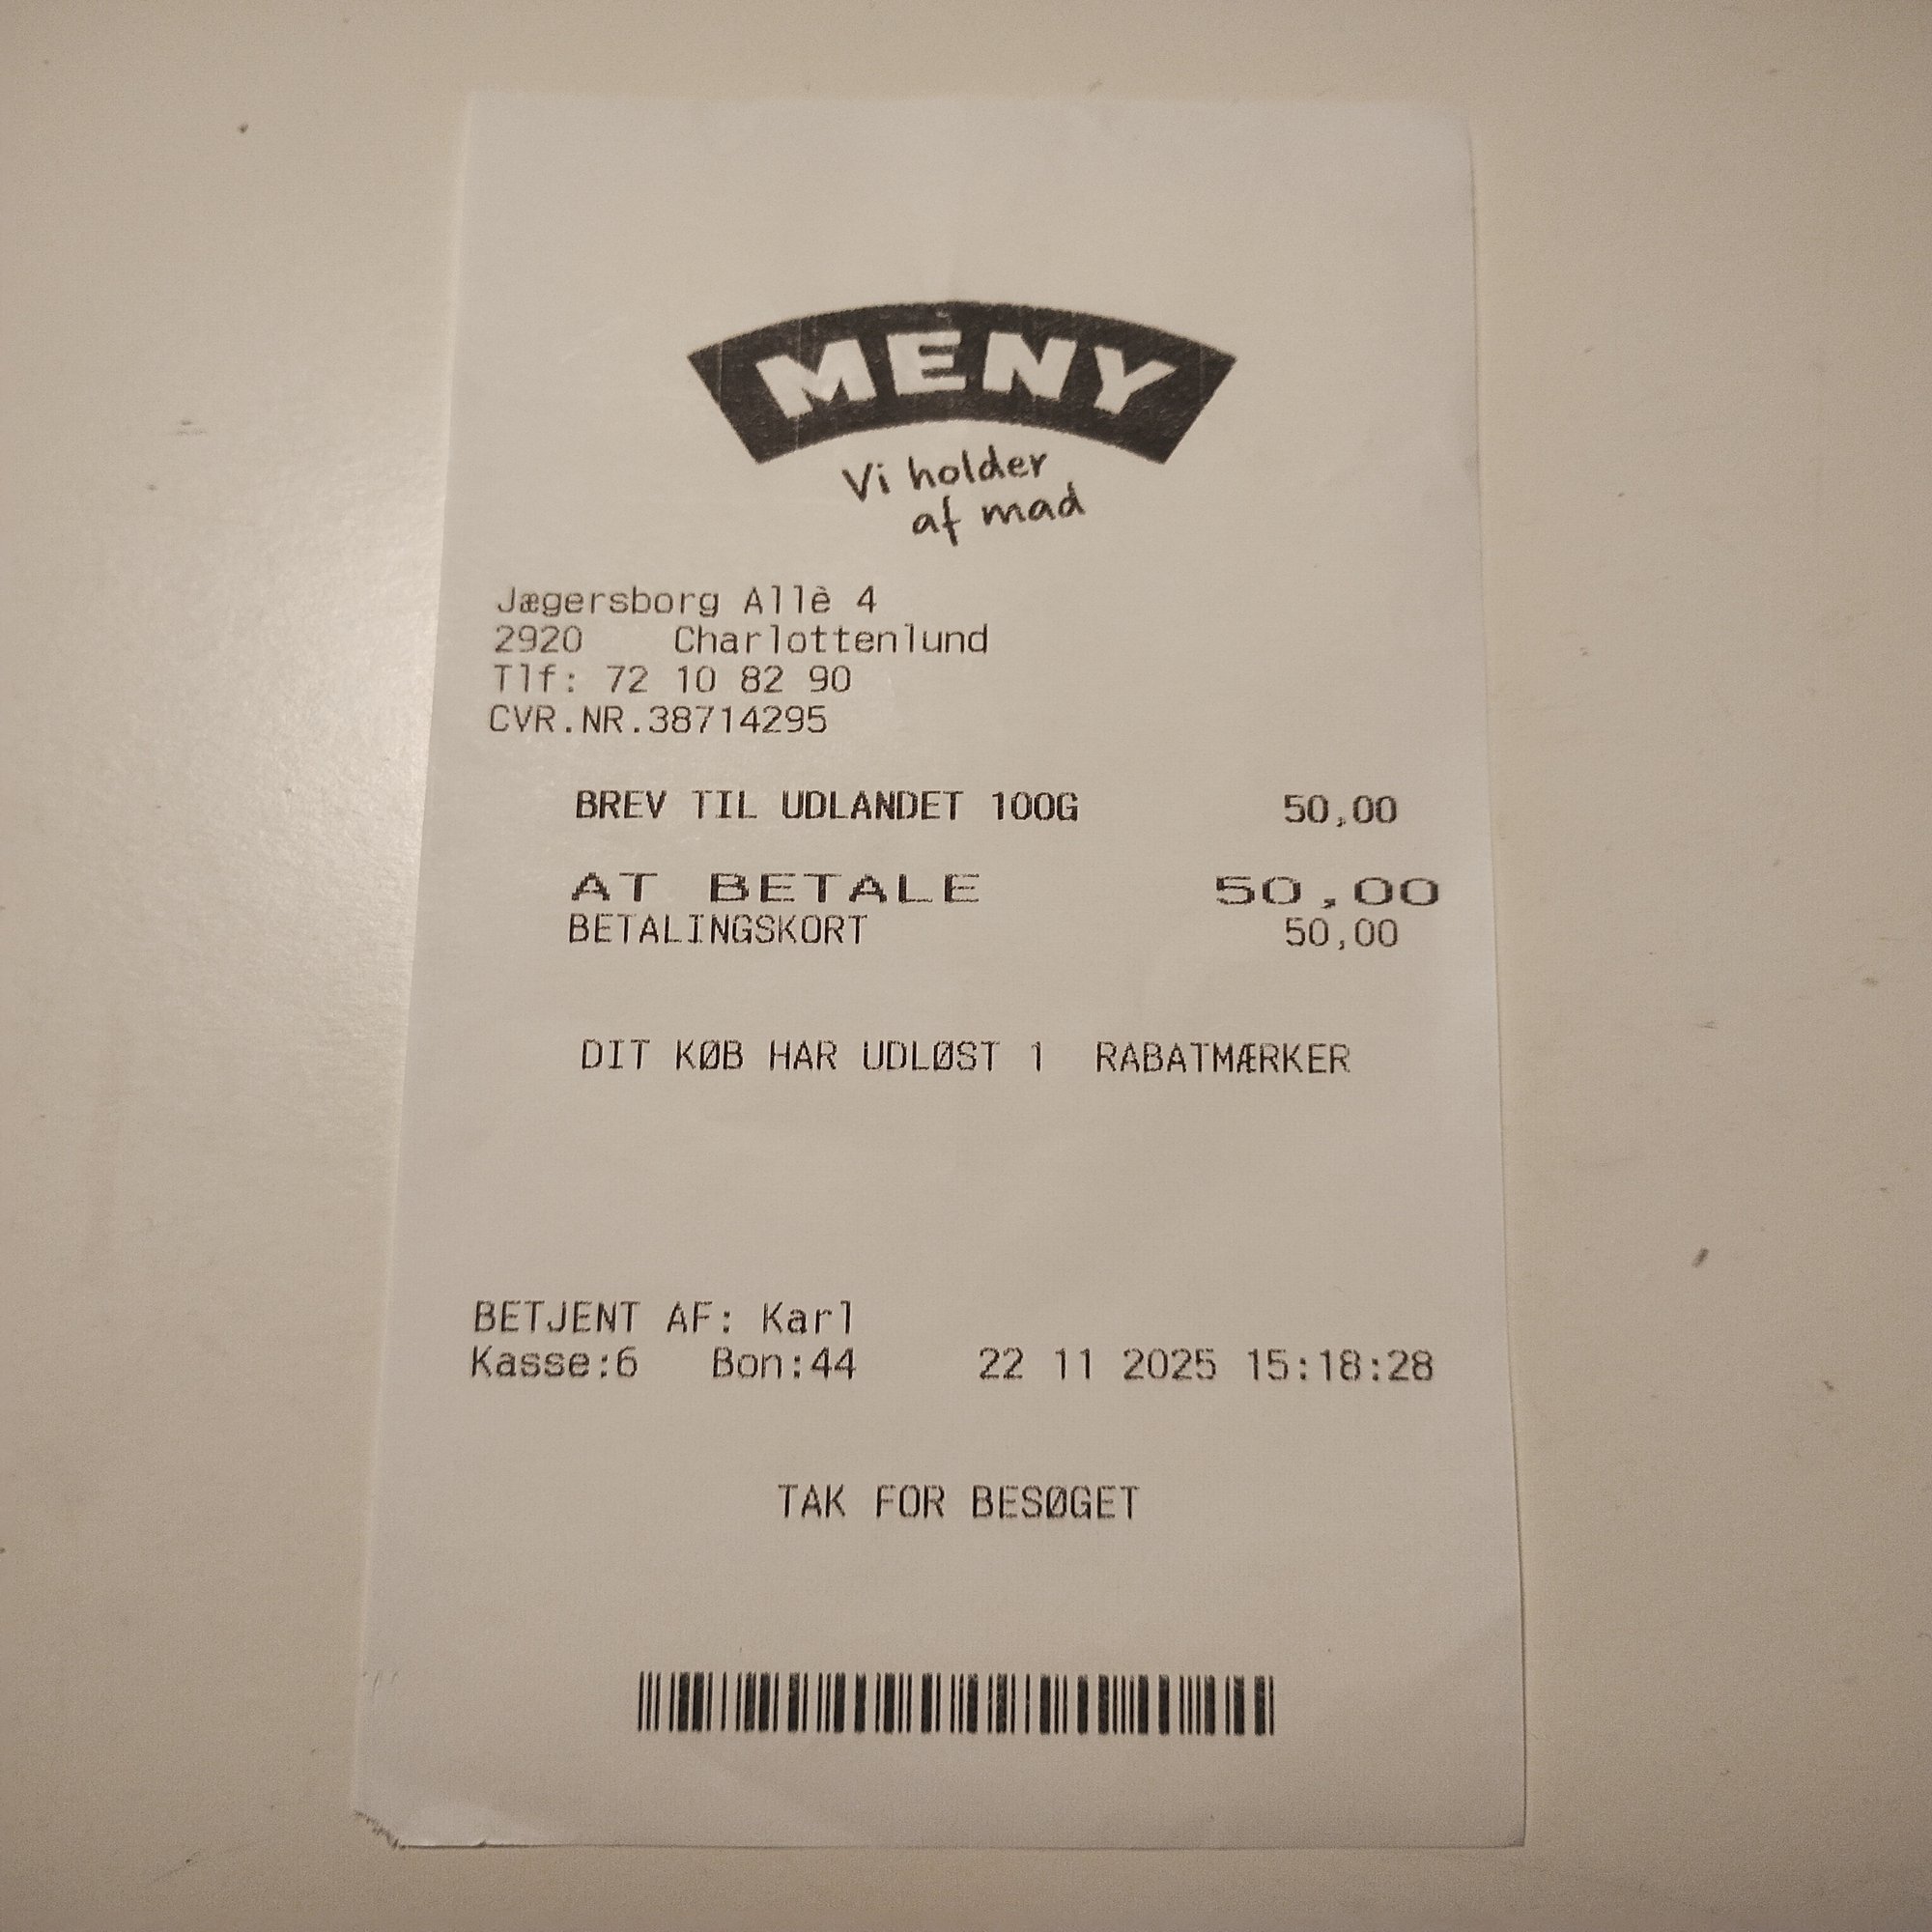 MENY
Vi holder
af mad
Jægersborg Allè 4
2920 Charlottenlund
Tlf: 72 10 82 90
CVR.NR.38714295
BREV TIL UDLANDET 100G 50,00
AT BETALE 50,00
BETALINGSKORT 50,00
DIT KØB HAR UDLØST 1 RABATMÆRKER
BETJENT AF: Karl
Kasse:6 Bon:44 22 11 2025 15:18:28
TAK FOR BESØGET